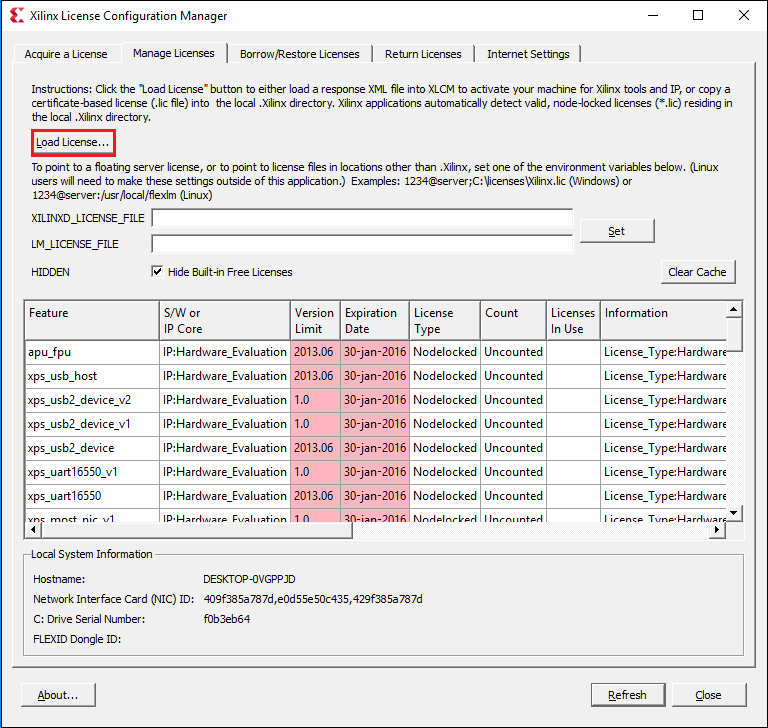 Xilinx License Configuration Manager
Acquire a License Manage Licenses Borrow/Restore Licenses Return Licenses Internet Settings
Instructions: Click the "Load License" button to either load a response XML file into XLCM to activate your machine for Xilinx tools and IP, or copy a
certificate-based license (.lic file) into the local .Xilinx directory. Xilinx applications automatically detect valid, node-locked licenses (*.lic) residing in
the local .Xilinx directory.
Load License...
To point to a floating server license, or to point to license files in locations other than .Xilinx, set one of the environment variables below. (Linux
users will need to make these settings outside of this application.) Examples: 1234@server;C:\licenses\Xilinx.lic (Windows) or
1234@server:/usr/local/flexlm (Linux)
XILINXD_LICENSE_FILE
Set
LM_LICENSE_FILE
HIDDEN Hide Built-in Free Licenses Clear Cache
Feature S/W or IP Core Version Limit Expiration Date License Type Count Licenses In Use Information
apu_fpu IP:Hardware_Evaluation 2013.06 30-jan-2016 Nodelocked Uncounted License_Type:Hardware
xps_usb_host IP:Hardware_Evaluation 2013.06 30-jan-2016 Nodelocked Uncounted License_Type:Hardware
xps_usb2_device_v2 IP:Hardware_Evaluation 1.0 30-jan-2016 Nodelocked Uncounted License_Type:Hardware
xps_usb2_device_v1 IP:Hardware_Evaluation 1.0 30-jan-2016 Nodelocked Uncounted License_Type:Hardware
xps_usb2_device IP:Hardware_Evaluation 2013.06 30-jan-2016 Nodelocked Uncounted License_Type:Hardware
xps_uart16550_v1 IP:Hardware_Evaluation 1.0 30-jan-2016 Nodelocked Uncounted License_Type:Hardware
xps_uart16550 IP:Hardware_Evaluation 2013.06 30-jan-2016 Nodelocked Uncounted License_Type:Hardware
xps_most_nic_v1 IP:Hardware_Evaluation 1.0 30-jan-2016 Nodelocked Uncounted License_Type:Hardware
Local System Information
Hostname: DESKTOP-0VGPPJD
Network Interface Card (NIC) ID: 409f385a787d,e0d55e50c435,429f385a787d
C: Drive Serial Number: f0b3eb64
FLEXID Dongle ID:
About... Refresh Close